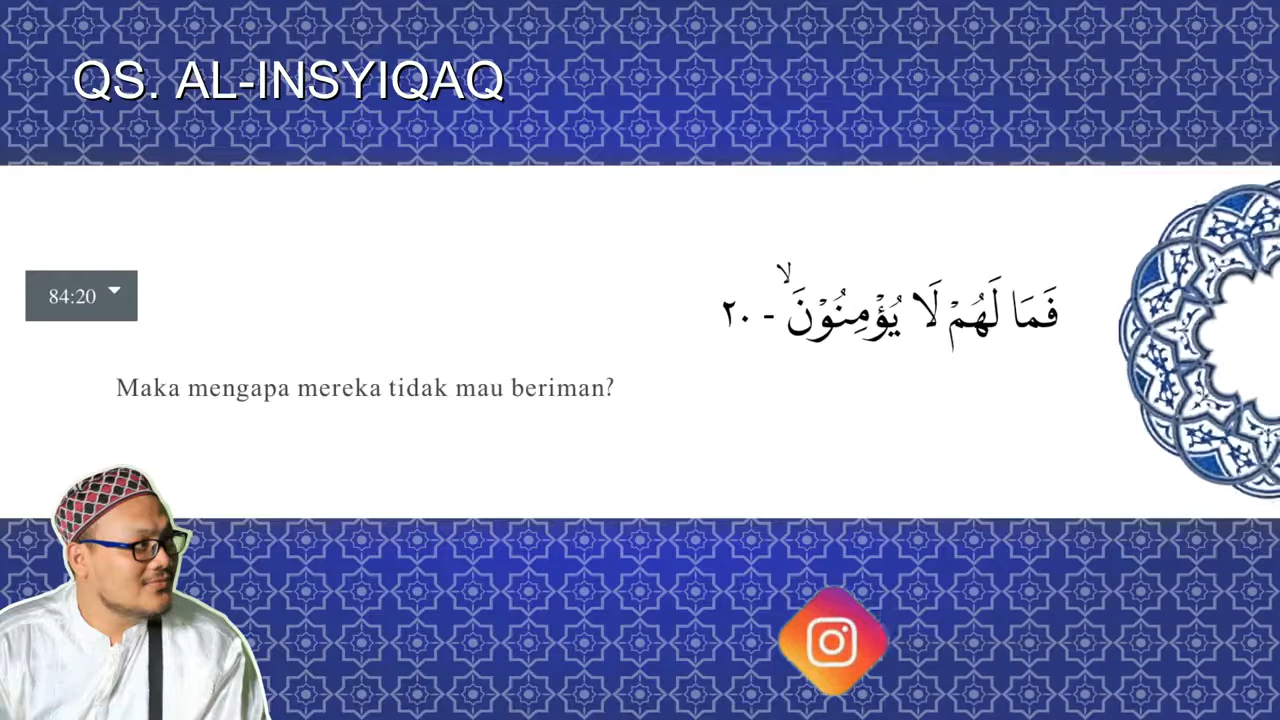 QS. AL-INSYIQAQ
84:20
فَمَا لَهُمْ لَا يُؤْمِنُوْنَۙ - ٢٠
Maka mengapa mereka tidak mau beriman?